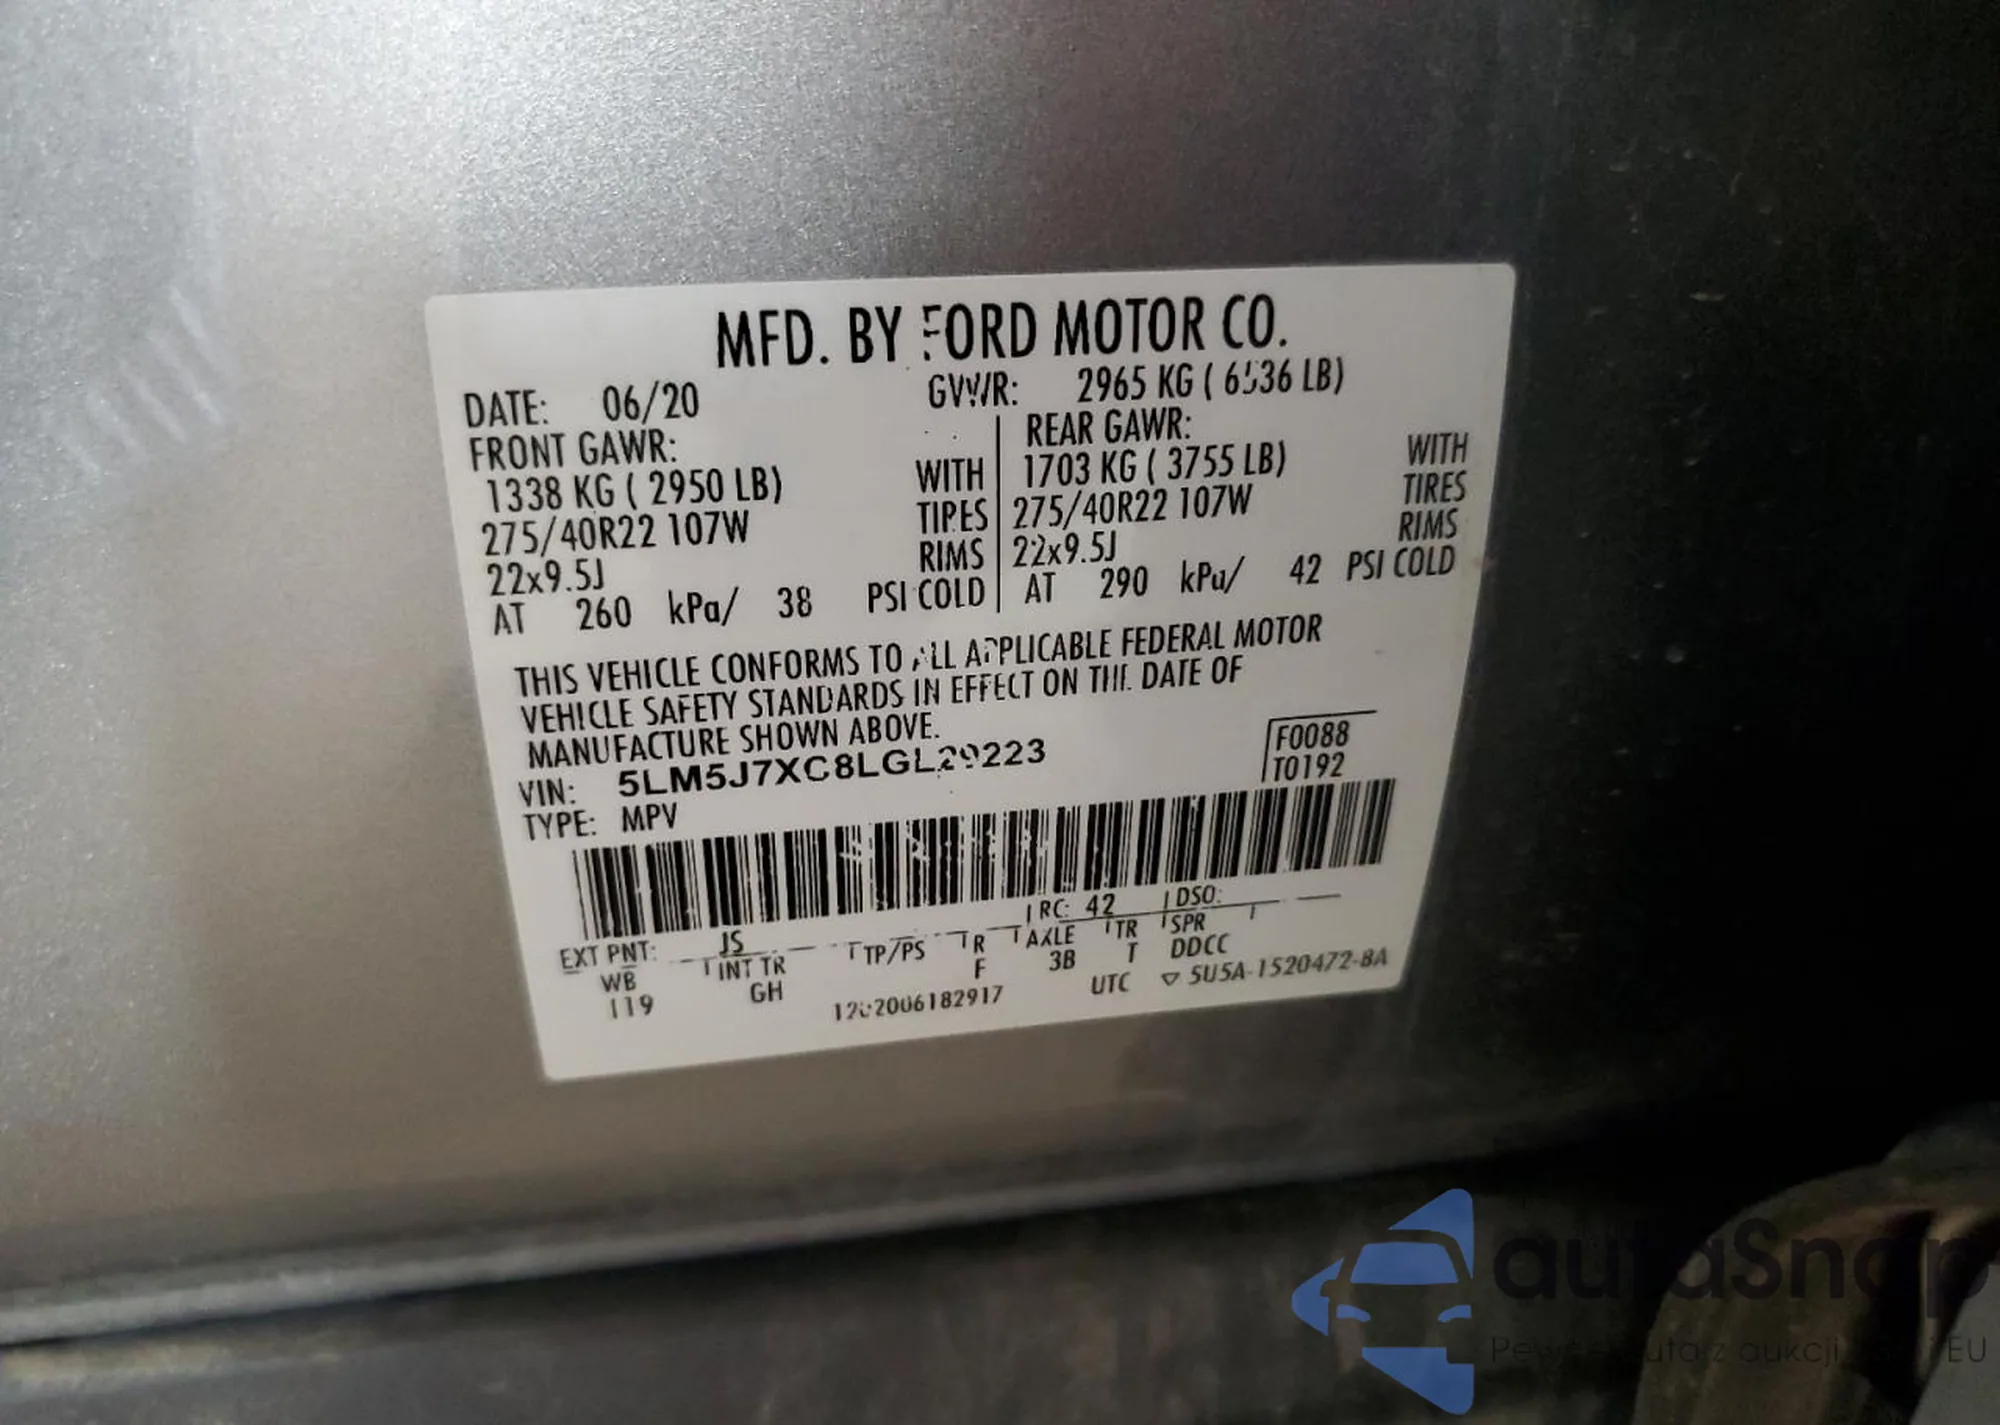 MFD. BY FORD MOTOR CO.
DATE: 06/20 GVWR: 2965 KG ( 6536 LB)
FRONT GAWR: REAR GAWR:
1338 KG ( 2950 LB) WITH 1703 KG ( 3755 LB) WITH
275/40R22 107W TIRES 275/40R22 107W TIRES
22x9.5J RIMS 22x9.5J RIMS
AT 260 kPa/ 38 PSI COLD AT 290 kPa/ 42 PSI COLD
THIS VEHICLE CONFORMS TO ALL APPLICABLE FEDERAL MOTOR
VEHICLE SAFETY STANDARDS IN EFFECT ON THE DATE OF
MANUFACTURE SHOWN ABOVE.
VIN: 5LM5J7XC8LGL29223
F0088
T0192
TYPE: MPV
EXT PNT: JS RC: 42 DSO:
WB INT TR TP/PS R AXLE TR SPR
119 GH F 3B T DDCC
UTC ▽ 5U5A-1520472-BA
autaSnap
aukcji EU